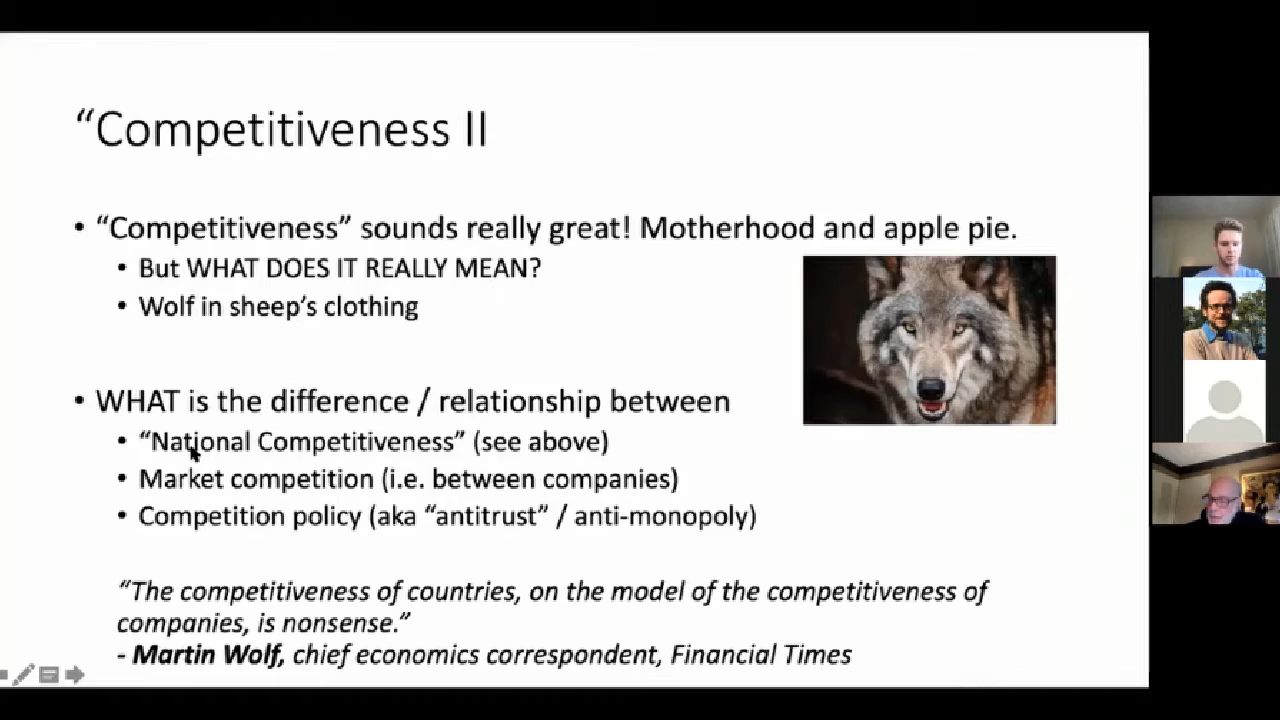 “Competitiveness II
• “Competitiveness” sounds really great! Motherhood and apple pie.
• But WHAT DOES IT REALLY MEAN?
• Wolf in sheep’s clothing
• WHAT is the difference / relationship between
• “National Competitiveness” (see above)
• Market competition (i.e. between companies)
• Competition policy (aka “antitrust” / anti-monopoly)
“The competitiveness of countries, on the model of the competitiveness of
companies, is nonsense.”
- Martin Wolf, chief economics correspondent, Financial Times